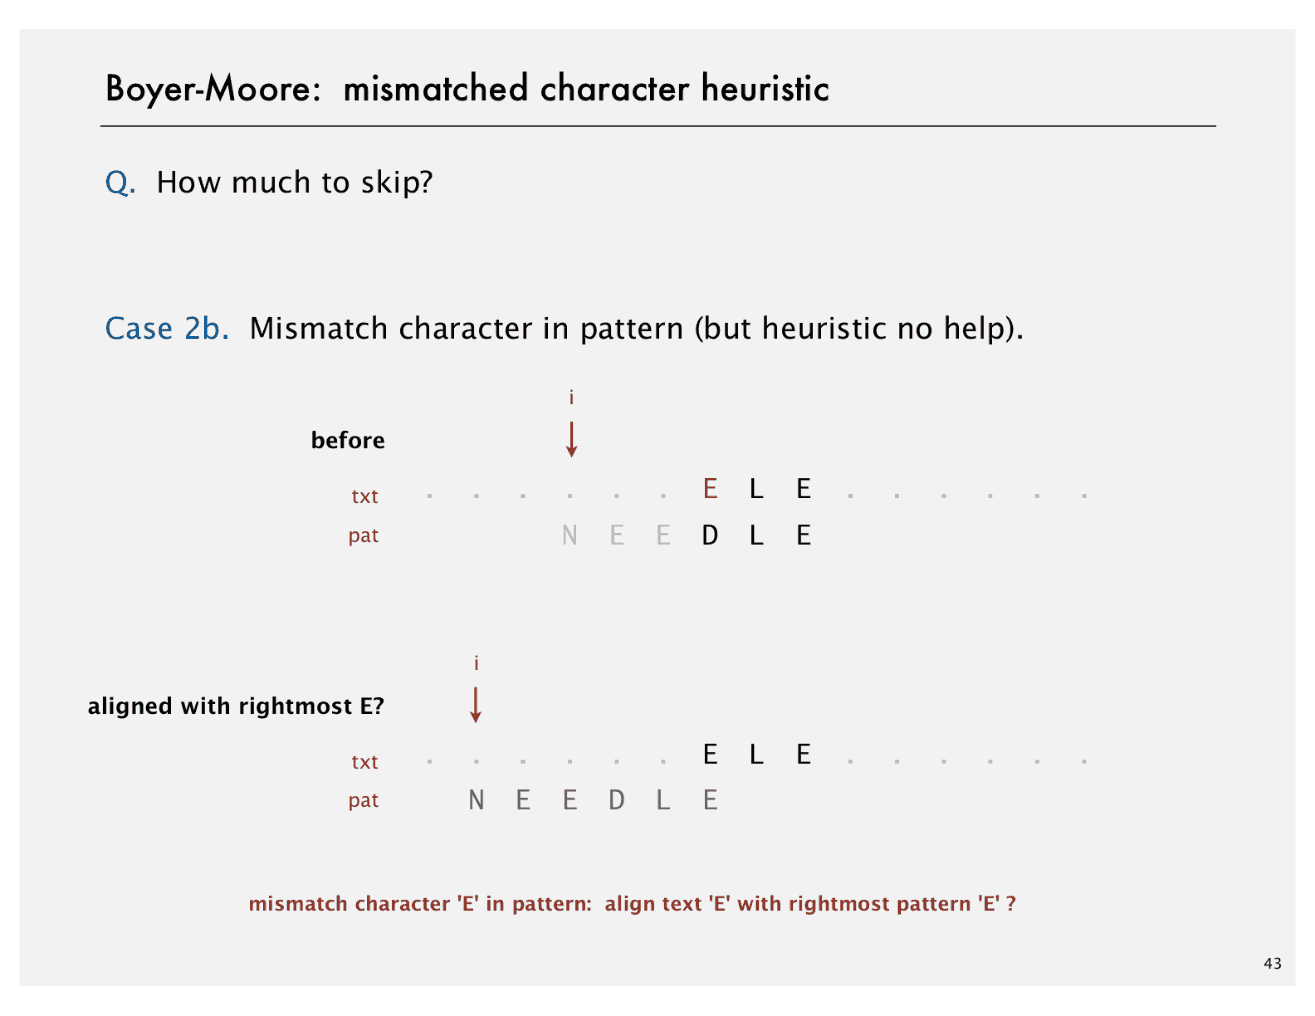 Boyer-Moore: mismatched character heuristic
Q. How much to skip?
Case 2b. Mismatch character in pattern (but heuristic no help).
i
before
txt . . . . . . E L E . . . . . .
pat N E E D L E
i
aligned with rightmost E?
txt . . . . . . E L E . . . . . .
pat N E E D L E
mismatch character 'E' in pattern: align text 'E' with rightmost pattern 'E' ?
43